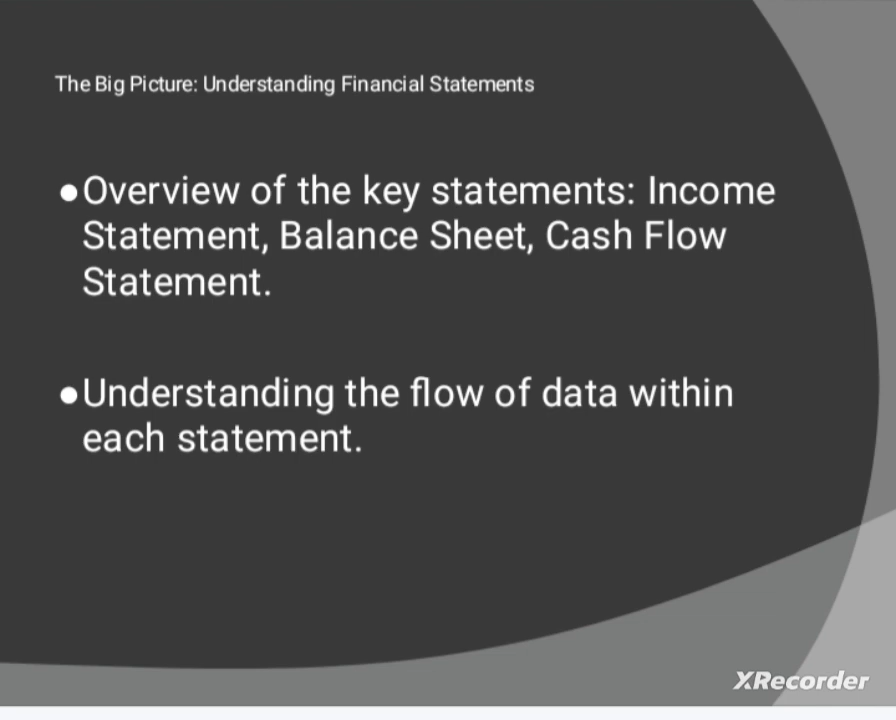 The Big Picture: Understanding Financial Statements
●Overview of the key statements: Income
Statement, Balance Sheet, Cash Flow
Statement.
●Understanding the flow of data within
each statement.
XRecorder